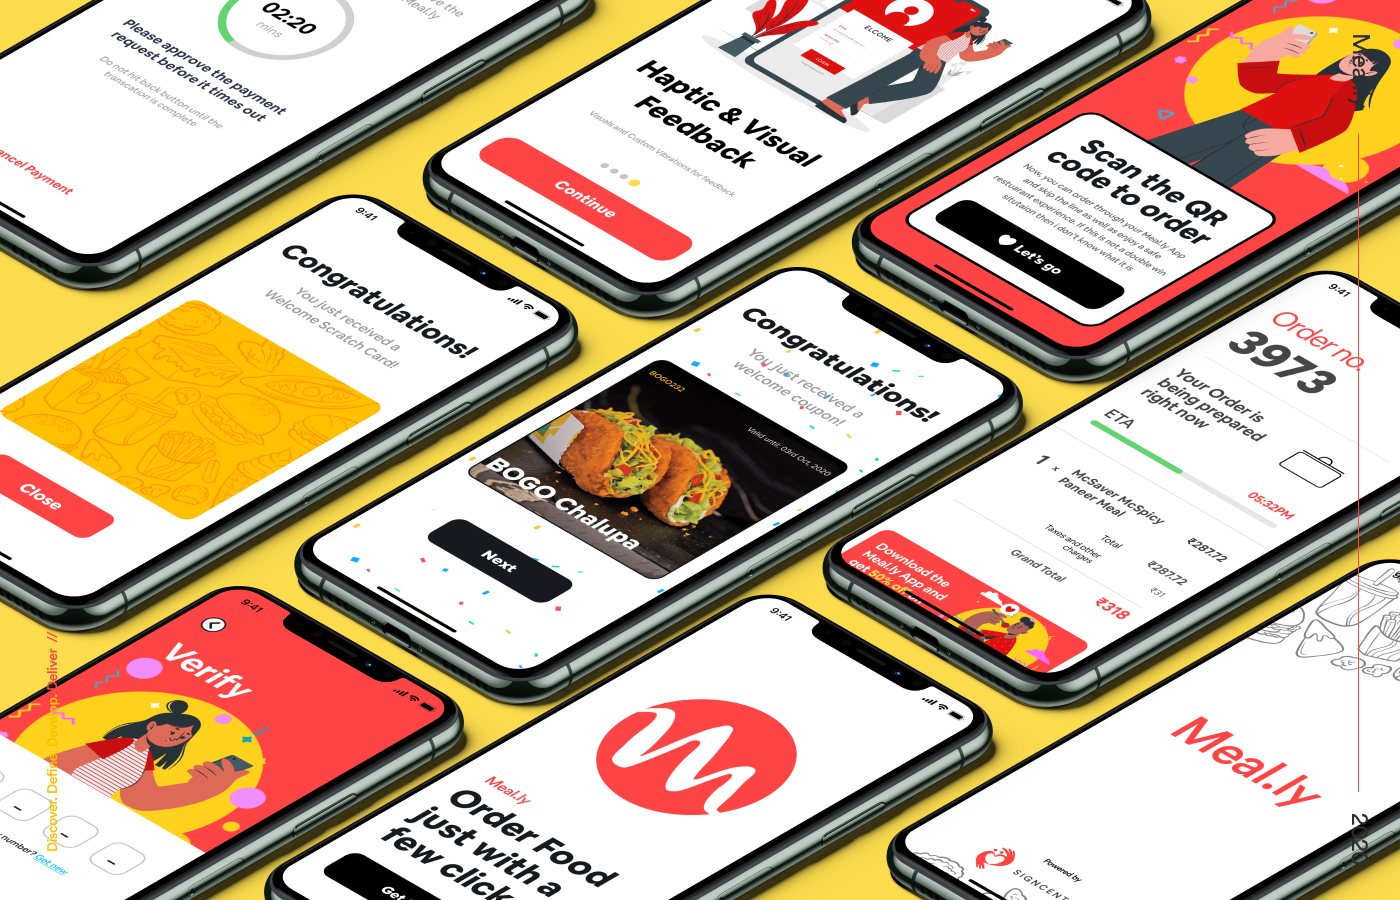 02:20
mins
Please approve the payment
request before it times out
Do not hit back button until the
transcation is complete
Cancel Payment
Meal.ly
ELCOME
LOGIN
Haptic & Visual
Feedback
Visuals and Custom Vibrations for feedback
Continue
Scan the QR
code to order
Now, you can order through your Meal.ly App
and skip the line as well as enjoy a safe
restuarant experience. If this is not a double win
situtaion then i don't know what it is
Let's go
9:41
Congratulations!
You just received a
Welcome Scratch Card!
Close
Congratulations!
You just received a
welcome coupon!
BOGO232
Valid until: 03rd Oct, 2020
BOGO Chalupa
Next
9:41
Order no.
3973
Your Order is
being prepared
right now
ETA
05:32PM
1 x McSaver McSpicy
Paneer Meal
₹287.72
Total
₹287.72
Taxes and other
charges
₹31
Grand Total
₹318
Download the
Meal.ly App and
get 50% of
9:41
Verify
number? Get new
9:41
Meal.ly
Order Food
just with a
few click
Get
Meal.ly
Powered by
SIGNCENT
Discover. Define. Develop. Deliver //
Meal.ly
2020